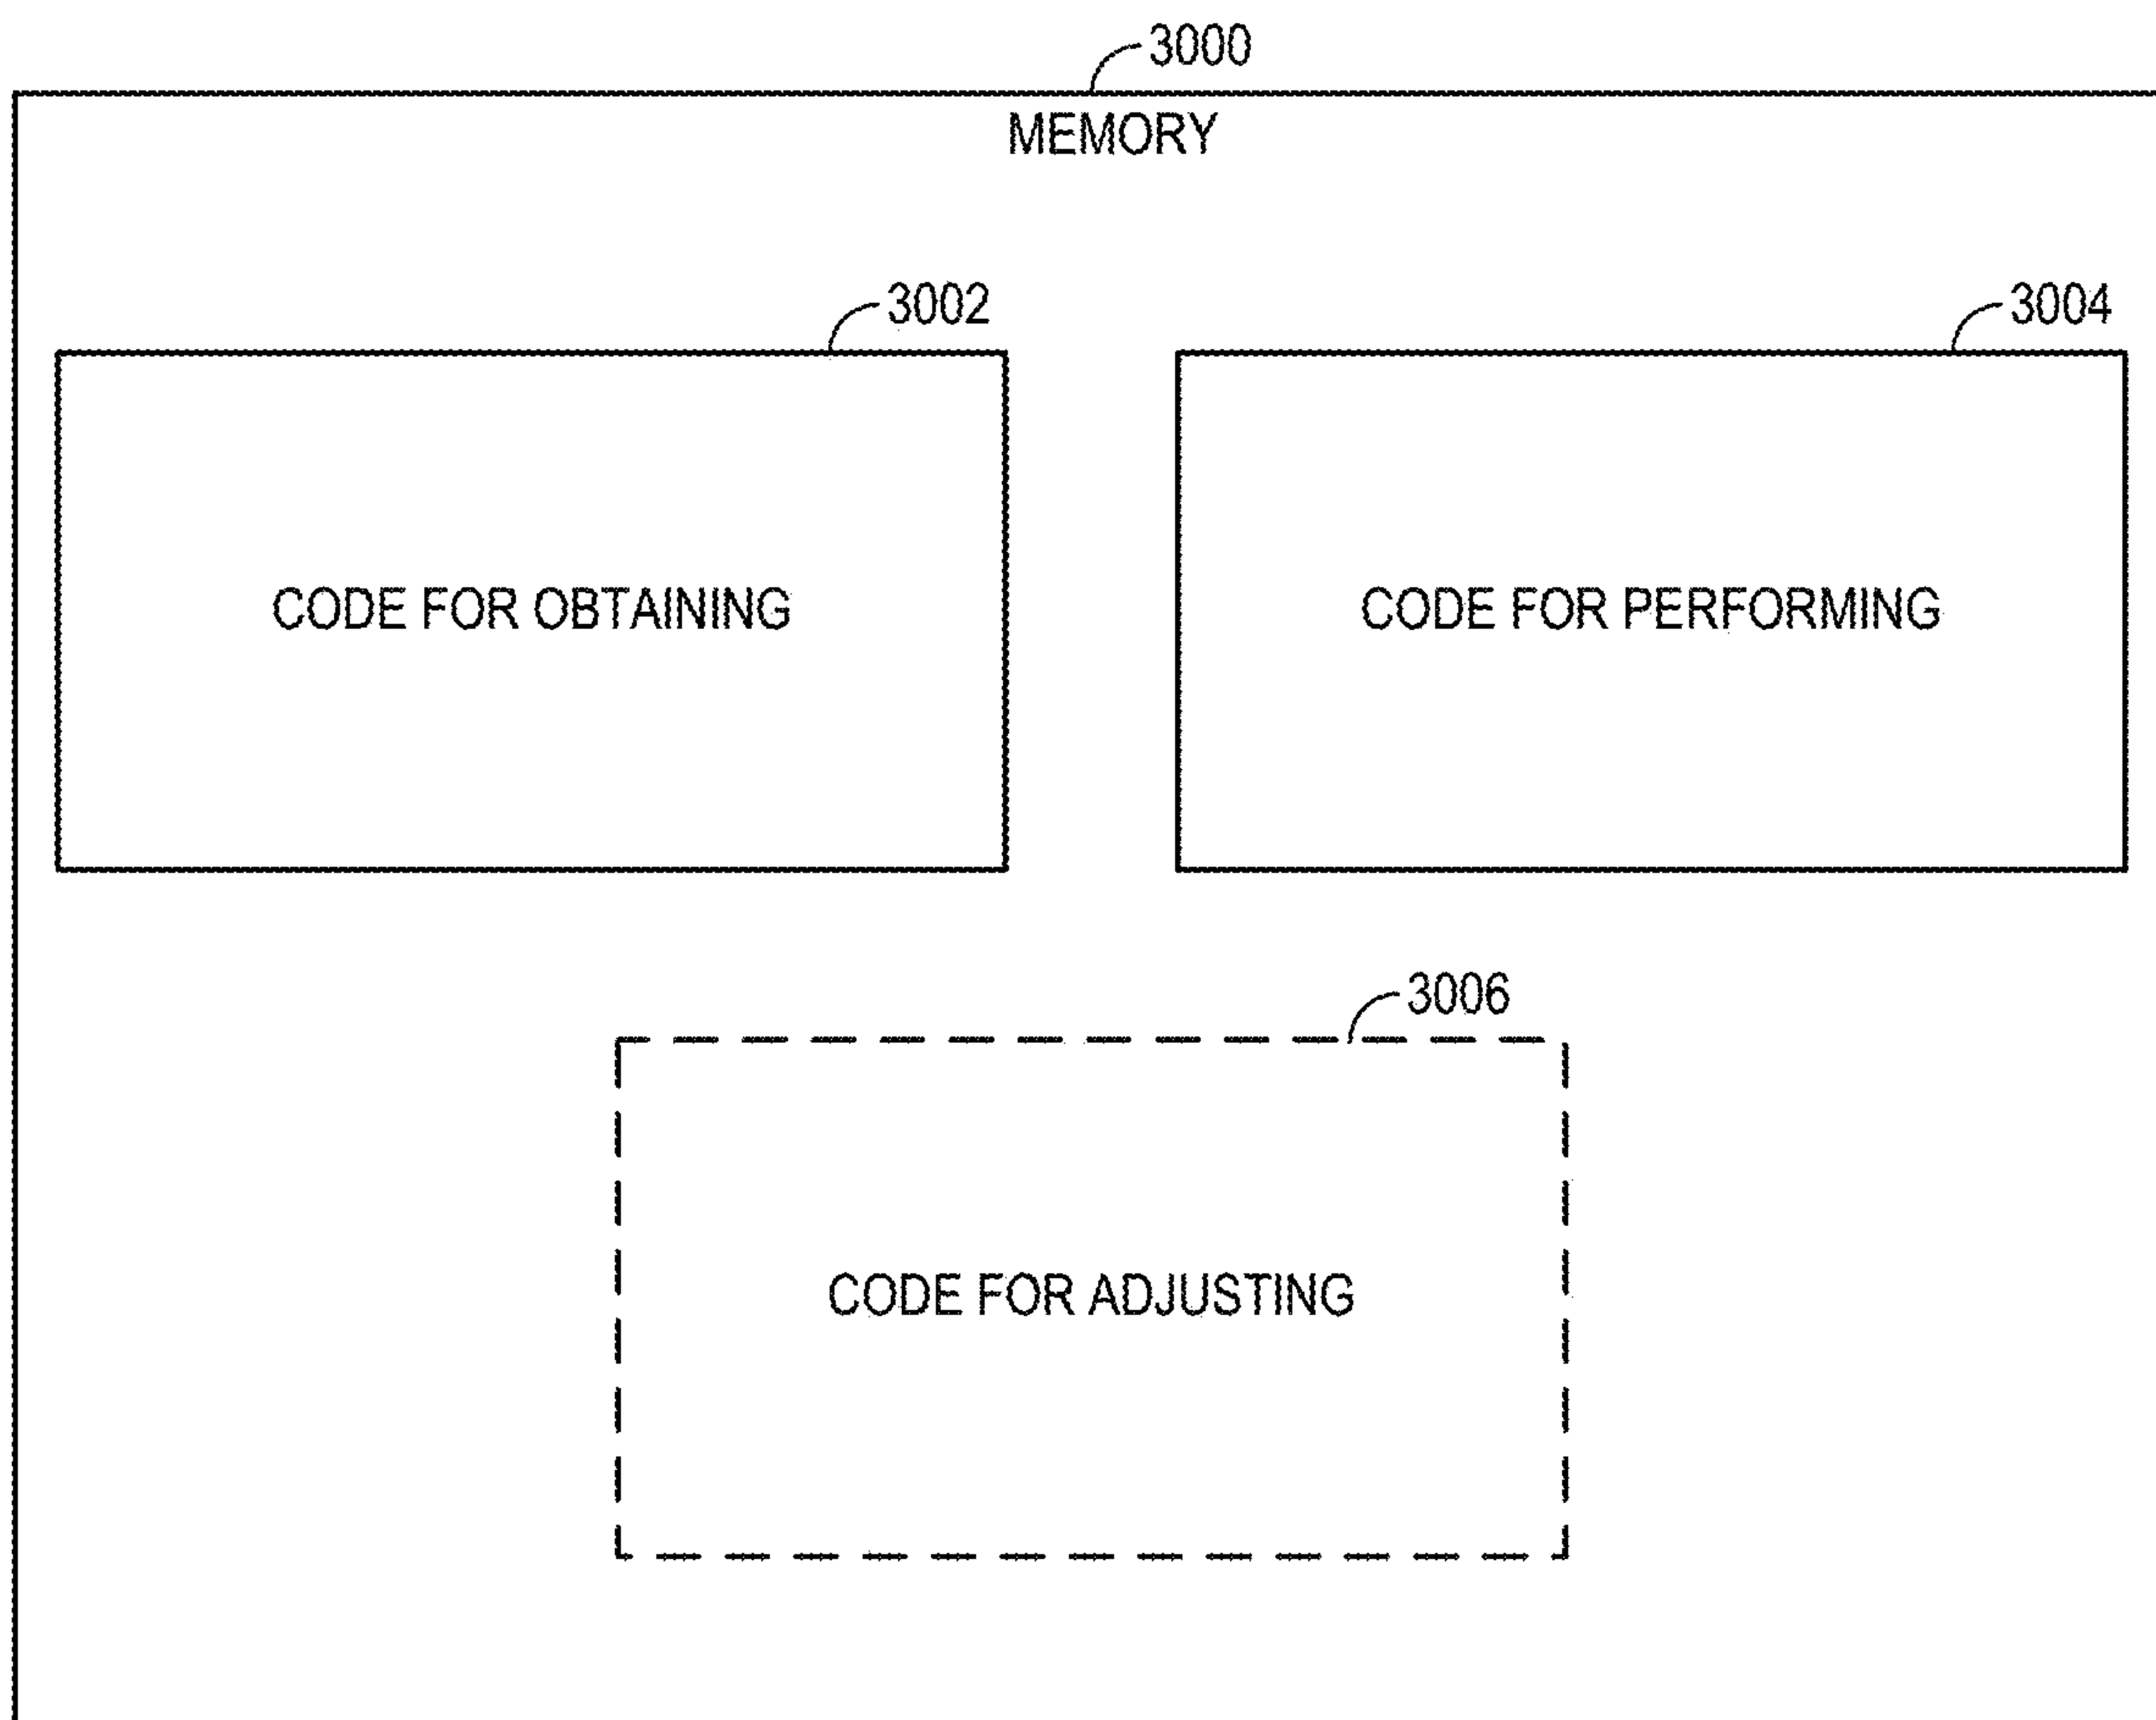 3000
MEMORY
3002
3004
CODE FOR OBTAINING
CODE FOR PERFORMING
3006
CODE FOR ADJUSTING